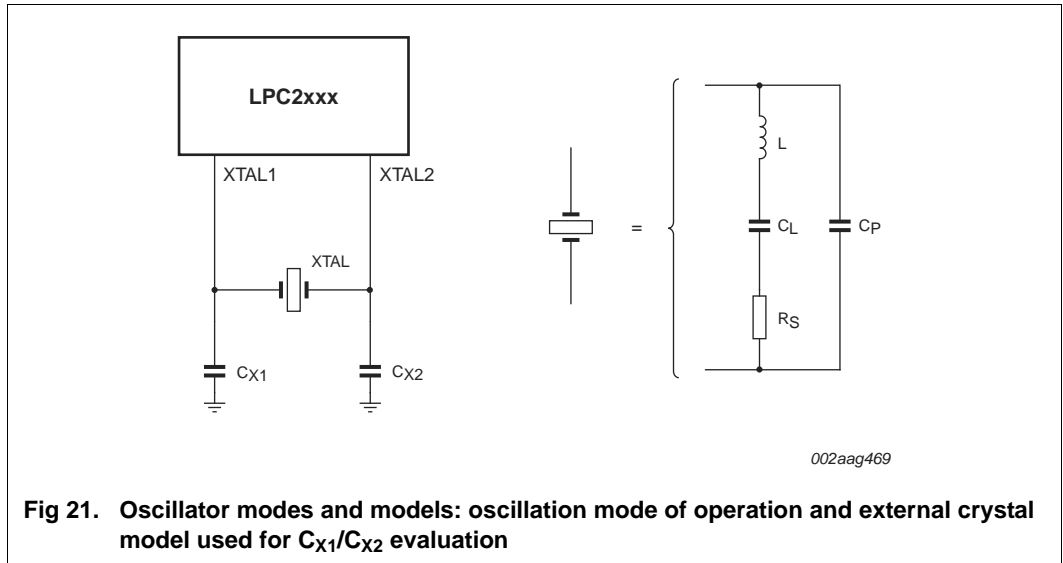 LPC2xxx
XTAL1
XTAL2
XTAL
CX1
CX2
=
L
CL
CP
RS
002aag469
Fig 21. Oscillator modes and models: oscillation mode of operation and external crystal
model used for CX1/CX2 evaluation